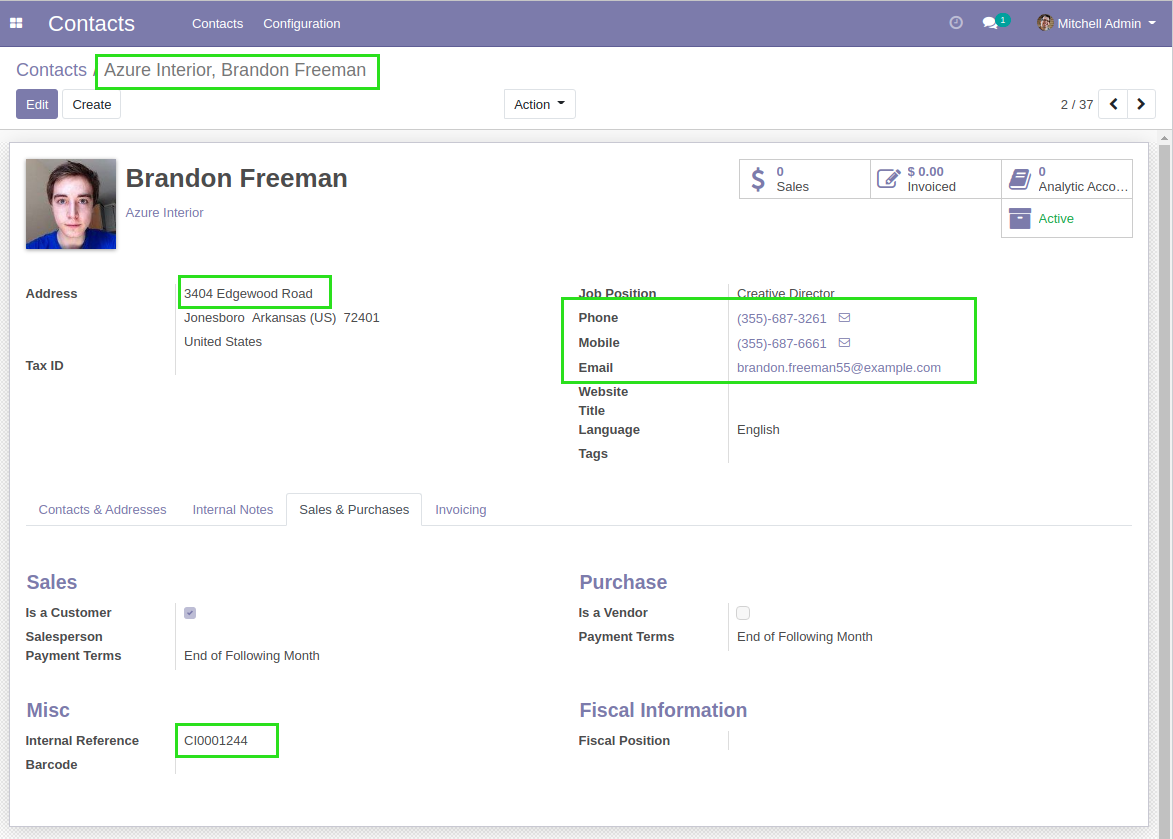 Contacts Contacts Configuration 1 Mitchell Admin
Contacts / Azure Interior, Brandon Freeman
Edit Create Action 2 / 37
Brandon Freeman
Azure Interior
0 Sales
$ 0.00 Invoiced
0 Analytic Acco…
Active
Address 3404 Edgewood Road
Jonesboro Arkansas (US) 72401
United States
Tax ID
Job Position Creative Director
Phone (355)-687-3261
Mobile (355)-687-6661
Email brandon.freeman55@example.com
Website
Title
Language English
Tags
Contacts & Addresses Internal Notes Sales & Purchases Invoicing
Sales
Is a Customer
Salesperson
Payment Terms End of Following Month
Purchase
Is a Vendor
Payment Terms End of Following Month
Misc
Internal Reference CI0001244
Barcode
Fiscal Information
Fiscal Position